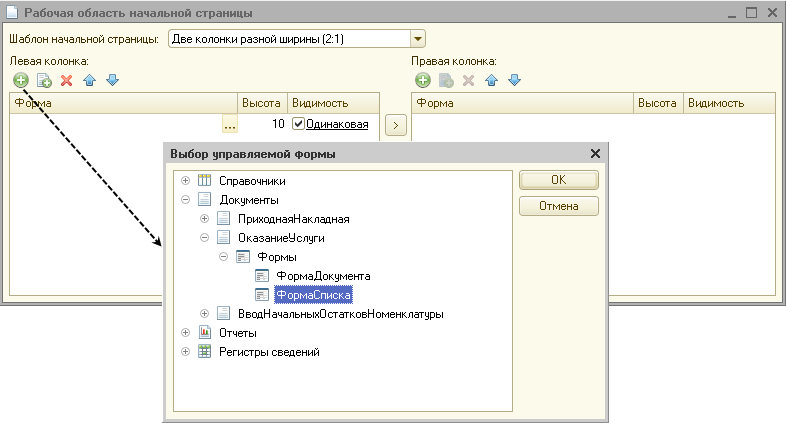 Рабочая область начальной страницы
Шаблон начальной страницы: Две колонки разной ширины (2:1)
Левая колонка: Правая колонка:
Форма Высота Видимость Форма Высота Видимость
... 10 Одинаковая
Выбор управляемой формы
Справочники
Документы
ПриходнаяНакладная
ОказаниеУслуги
Формы
ФормаДокумента
ФормаСписка
ВводНачальныхОстатковНоменклатуры
Отчеты
Регистры сведений
OK
Отмена